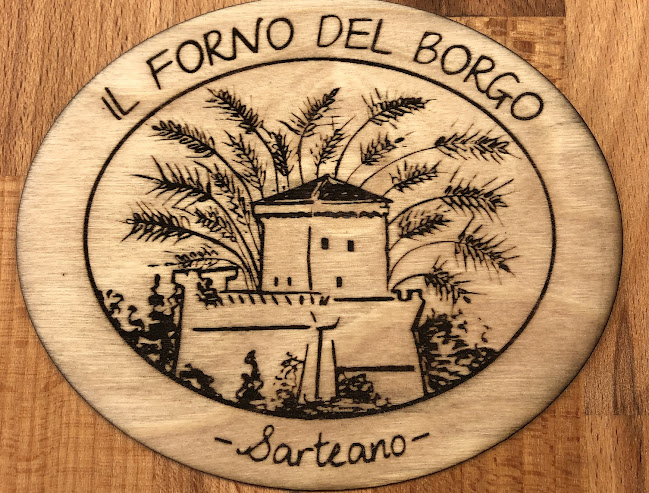 IL FORNO DEL BORGO
- Sarteano -